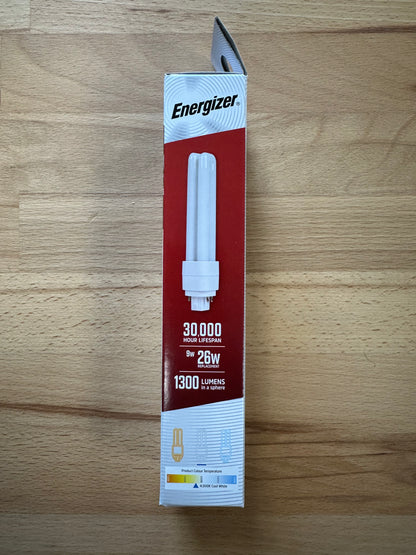 Energizer®
30,000
HOUR LIFESPAN
9w 26w
REPLACEMENT
1300 LUMENS
in a sphere
Product Colour Temperature
4,000K Cool White